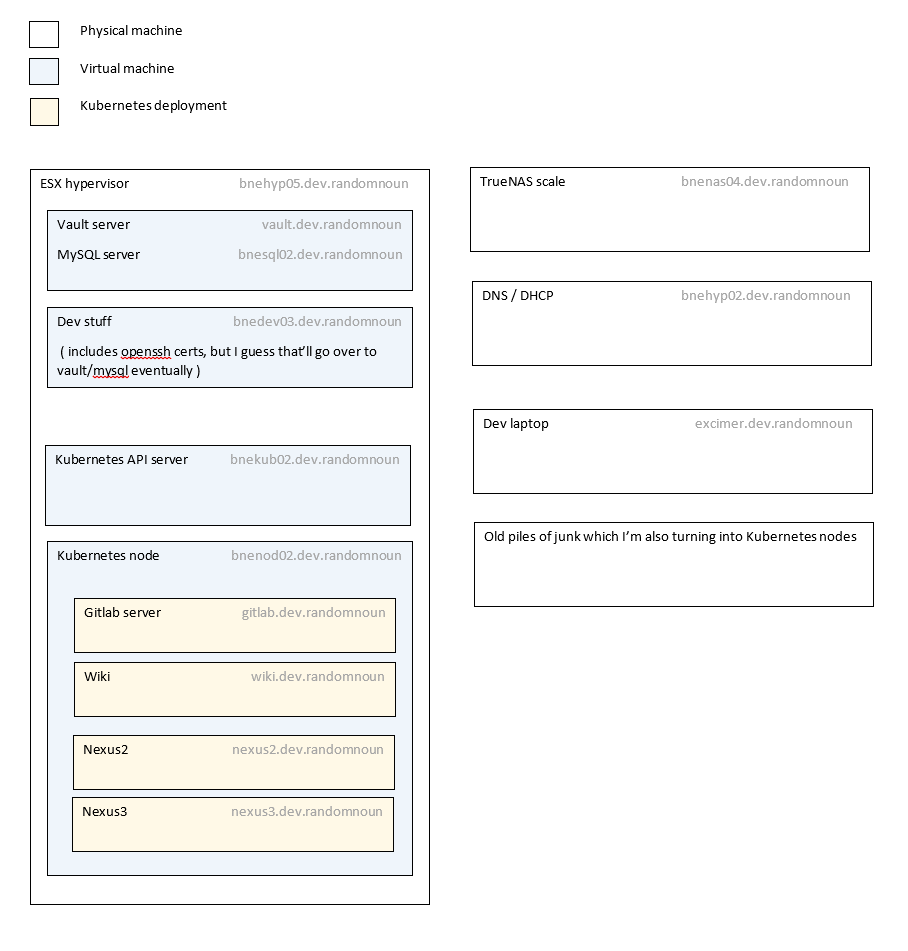 Physical machine
Virtual machine
Kubernetes deployment
ESX hypervisor bnehyp05.dev.randomnoun
Vault server vault.dev.randomnoun
MySQL server bnesql02.dev.randomnoun
Dev stuff bnedev03.dev.randomnoun
( includes openssh certs, but I guess that'll go over to
vault/mysql eventually )
Kubernetes API server bnekub02.dev.randomnoun
Kubernetes node bnenod02.dev.randomnoun
Gitlab server gitlab.dev.randomnoun
Wiki wiki.dev.randomnoun
Nexus2 nexus2.dev.randomnoun
Nexus3 nexus3.dev.randomnoun
TrueNAS scale bnenas04.dev.randomnoun
DNS / DHCP bnehyp02.dev.randomnoun
Dev laptop excimer.dev.randomnoun
Old piles of junk which I'm also turning into Kubernetes nodes